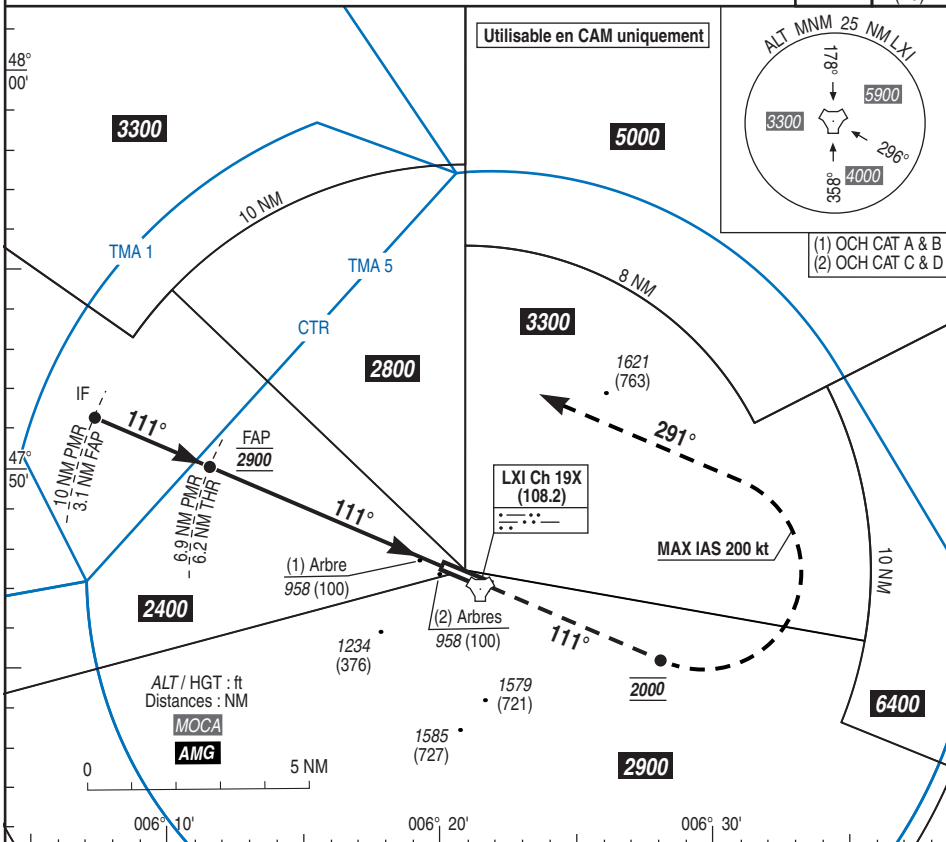 Utilisable en CAM uniquement
ALT MNM 25 NM LXI
178°
5900
3300
296°
4000
358°
(1) OCH CAT A & B
(2) OCH CAT C & D
48°
00'
3300
5000
10 NM
TMA 1
TMA 5
8 NM
CTR
3300
2800
1621
(763)
IF
111°
FAP
2900
291°
47°
50'
10 NM PMR
3.1 NM FAP
6.9 NM PMR
6.2 NM THR
LXI Ch 19X
(108.2)
111°
MAX IAS 200 kt
10 NM
(1) Arbre
958 (100)
2400
(2) Arbres
958 (100)
111°
1234
(376)
2000
1579
(721)
6400
ALT / HGT : ft
Distances : NM
MOCA
AMG
1585
(727)
2900
0
5 NM
006° 10'
006° 20'
006° 30'